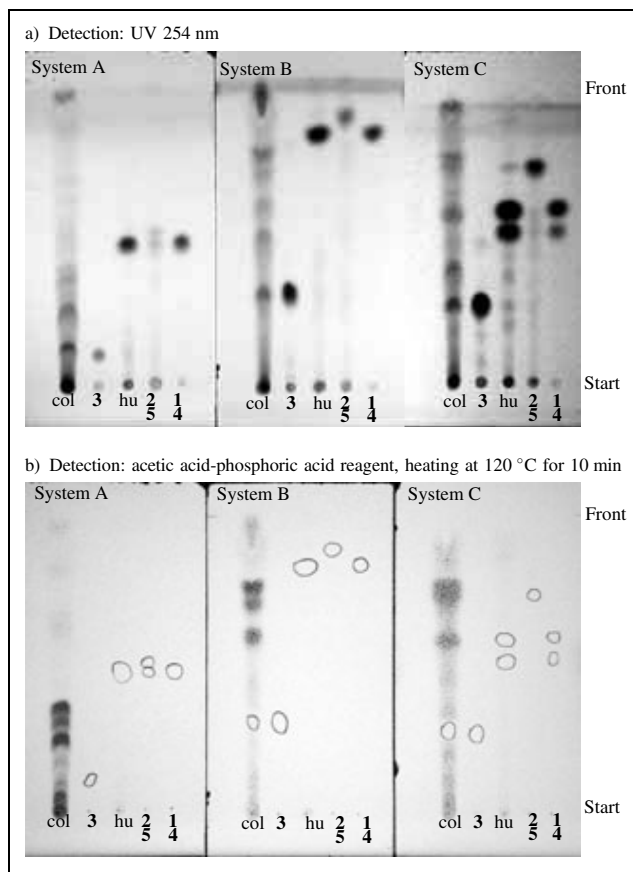 a) Detection: UV 254 nm
System A
System B
System C
Front
Start
col 3 hu 2 5 1 4
col 3 hu 2 5 1 4
col 3 hu 2 5 1 4
b) Detection: acetic acid-phosphoric acid reagent, heating at 120 °C for 10 min
System A
System B
System C
Front
Start
col 3 hu 2 5 1 4
col 3 hu 2 5 1 4
col 3 hu 2 5 1 4